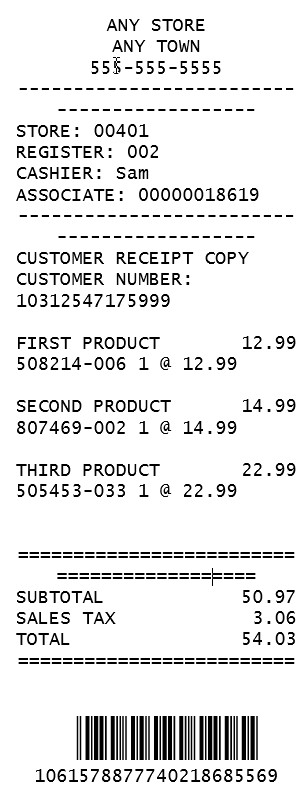 ANY STORE
ANY TOWN
555-555-5555
-------------------------
------------------
STORE: 00401
REGISTER: 002
CASHIER: Sam
ASSOCIATE: 00000018619
-------------------------
------------------
CUSTOMER RECEIPT COPY
CUSTOMER NUMBER:
10312547175999
FIRST PRODUCT 12.99
508214-006 1 @ 12.99
SECOND PRODUCT 14.99
807469-002 1 @ 14.99
THIRD PRODUCT 22.99
505453-033 1 @ 22.99
=========================
==================
SUBTOTAL 50.97
SALES TAX 3.06
TOTAL 54.03
=========================
1061578877740218685569